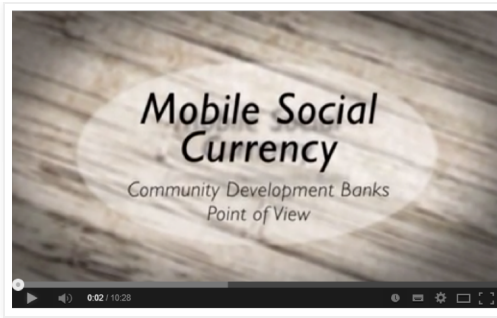 Mobile Social
Currency
Community Development Banks
Point of View
0:02 / 10:28